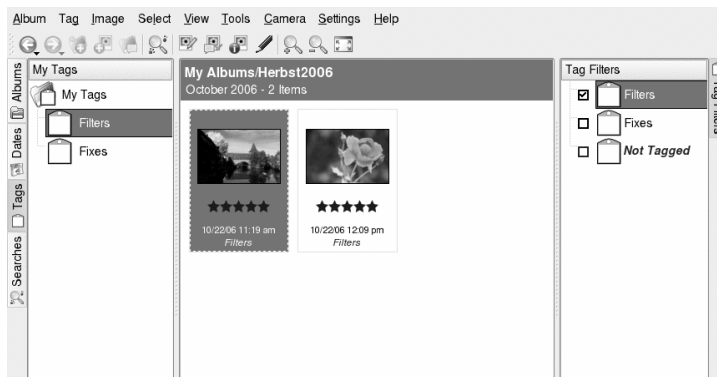 Album Tag Image Select View Tools Camera Settings Help
Albums
Dates
Tags
Searches
My Tags
My Tags
Filters
Fixes
My Albums/Herbst2006
October 2006 - 2 Items
10/22/06 11:19 am
Filters
10/22/06 12:09 pm
Filters
Tag Filters
Filters
Fixes
Not Tagged